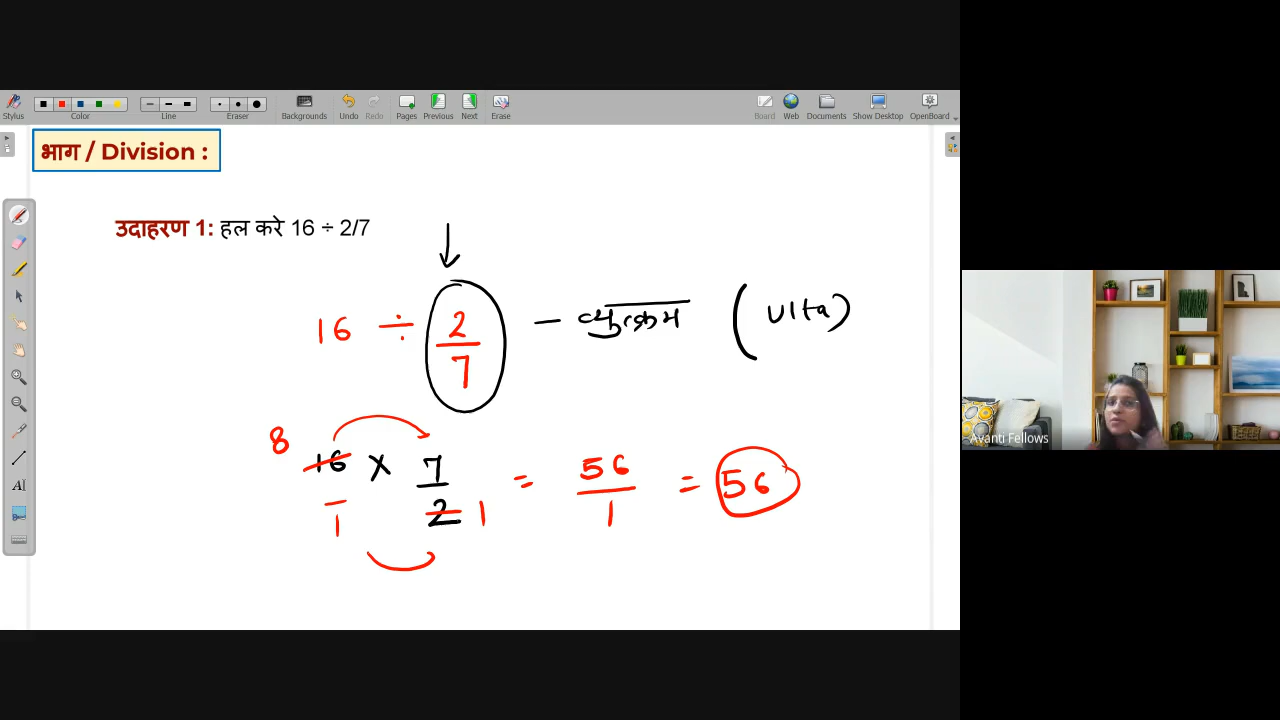 Stylus Color Line Eraser Backgrounds Undo Redo Pages Previous Next Erase Board Web Documents Show Desktop OpenBoard
भाग / Division :
उदाहरण 1: हल करे 16 ÷ 2/7
16 ÷ 2/7 – व्युत्क्रम (Ulta)
8
16/1 × 7/2 1 = 56/1 = 56
Avanti Fellows